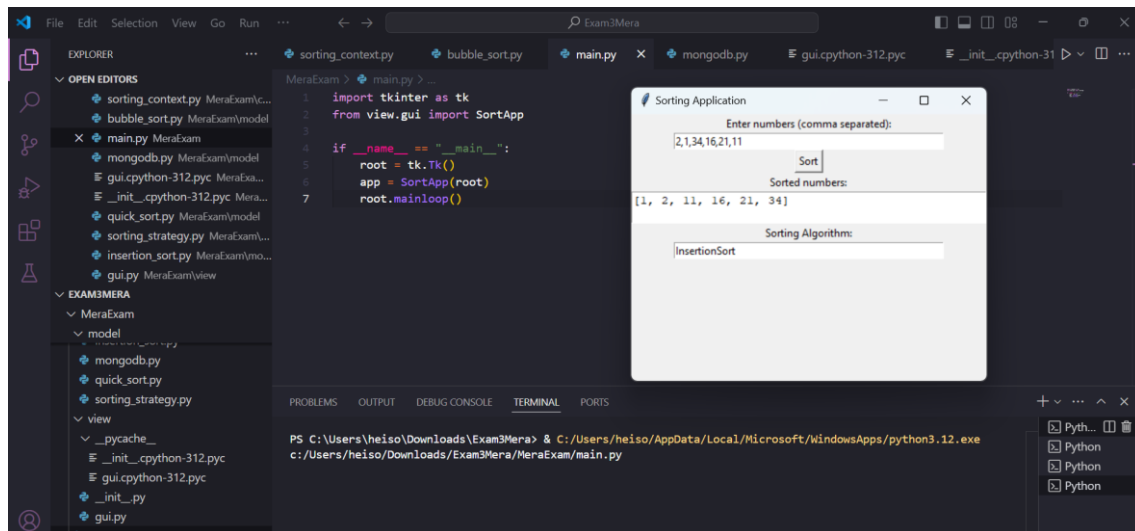 File Edit Selection View Go Run ··· Exam3Mera
EXPLORER ···
OPEN EDITORS
sorting_context.py MeraExam\c...
bubble_sort.py MeraExam\model
main.py MeraExam
mongodb.py MeraExam\model
gui.cpython-312.pyc MeraExa...
__init__.cpython-312.pyc Mera...
quick_sort.py MeraExam\model
sorting_strategy.py MeraExam\...
insertion_sort.py MeraExam\mo...
gui.py MeraExam\view
EXAM3MERA
MeraExam
model
insertion_sort.py
mongodb.py
quick_sort.py
sorting_strategy.py
view
__pycache__
__init__.cpython-312.pyc
gui.cpython-312.pyc
__init__.py
gui.py
sorting_context.py bubble_sort.py main.py mongodb.py gui.cpython-312.pyc __init__.cpython-31
MeraExam > main.py > ...
1 import tkinter as tk
2 from view.gui import SortApp
3
4 if __name__ == "__main__":
5 root = tk.Tk()
6 app = SortApp(root)
7 root.mainloop()
Sorting Application
Enter numbers (comma separated):
2,1,34,16,21,11
Sort
Sorted numbers:
[1, 2, 11, 16, 21, 34]
Sorting Algorithm:
InsertionSort
PROBLEMS OUTPUT DEBUG CONSOLE TERMINAL PORTS
PS C:\Users\heiso\Downloads\Exam3Mera> & C:/Users/heiso/AppData/Local/Microsoft/WindowsApps/python3.12.exe
c:/Users/heiso/Downloads/Exam3Mera/MeraExam/main.py
Pyth...
Python
Python
Python